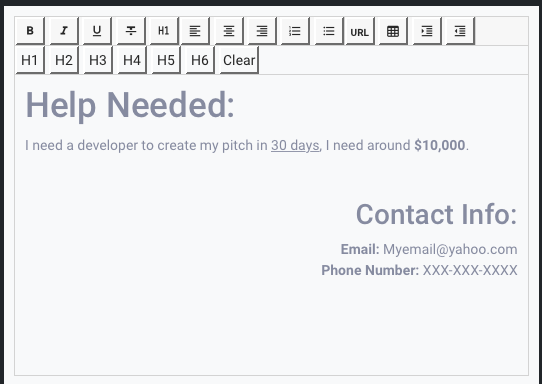 B I U T H1 URL
H1 H2 H3 H4 H5 H6 Clear
Help Needed:
I need a developer to create my pitch in 30 days, I need around $10,000.
Contact Info:
Email: Myemail@yahoo.com
Phone Number: XXX-XXX-XXXX